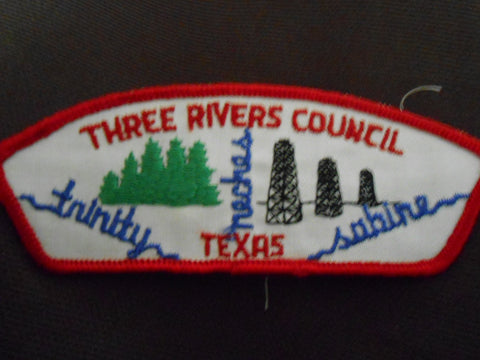 THREE RIVERS COUNCIL
trinity
neches
sabine
TEXAS